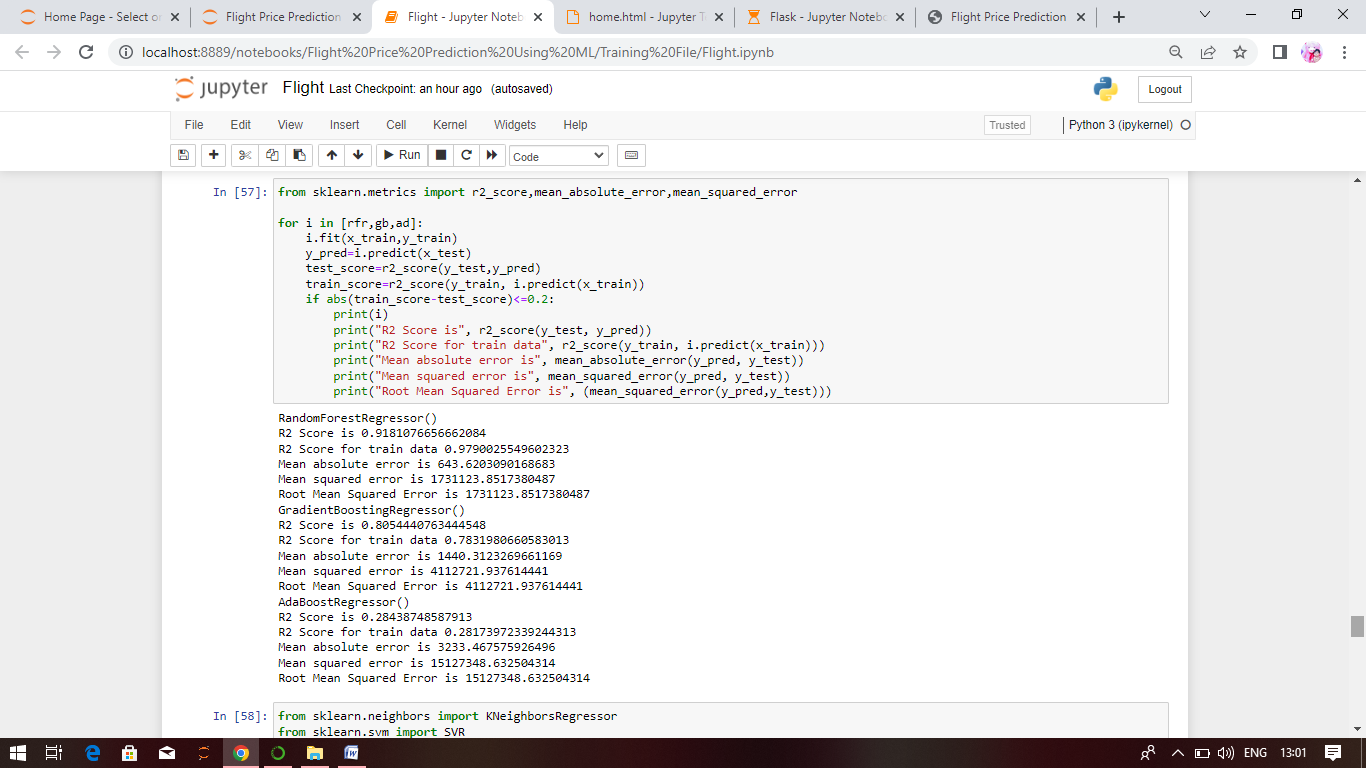 Home Page - Select or
Flight Price Prediction
Flight - Jupyter Noteb
home.html - Jupyter T
Flask - Jupyter Notebo
Flight Price Prediction
localhost:8889/notebooks/Flight%20Price%20Prediction%20Using%20ML/Training%20File/Flight.ipynb
jupyter Flight Last Checkpoint: an hour ago (autosaved)
Logout
File Edit View Insert Cell Kernel Widgets Help
Trusted
Python 3 (ipykernel)
Run
Code
In [57]: from sklearn.metrics import r2_score,mean_absolute_error,mean_squared_error
for i in [rfr,gb,ad]:
    i.fit(x_train,y_train)
    y_pred=i.predict(x_test)
    test_score=r2_score(y_test,y_pred)
    train_score=r2_score(y_train, i.predict(x_train))
    if abs(train_score-test_score)<=0.2:
        print(i)
        print("R2 Score is", r2_score(y_test, y_pred))
        print("R2 Score for train data", r2_score(y_train, i.predict(x_train)))
        print("Mean absolute error is", mean_absolute_error(y_pred, y_test))
        print("Mean squared error is", mean_squared_error(y_pred, y_test))
        print("Root Mean Squared Error is", (mean_squared_error(y_pred,y_test)))
RandomForestRegressor()
R2 Score is 0.9181076656662084
R2 Score for train data 0.9790025549602323
Mean absolute error is 643.6203090168683
Mean squared error is 1731123.8517380487
Root Mean Squared Error is 1731123.8517380487
GradientBoostingRegressor()
R2 Score is 0.8054440763444548
R2 Score for train data 0.7831980660583013
Mean absolute error is 1440.3123269661169
Mean squared error is 4112721.937614441
Root Mean Squared Error is 4112721.937614441
AdaBoostRegressor()
R2 Score is 0.28438748587913
R2 Score for train data 0.28173972339244313
Mean absolute error is 3233.467575926496
Mean squared error is 15127348.632504314
Root Mean Squared Error is 15127348.632504314
In [58]: from sklearn.neighbors import KNeighborsRegressor
from sklearn.svm import SVR
ENG 13:01